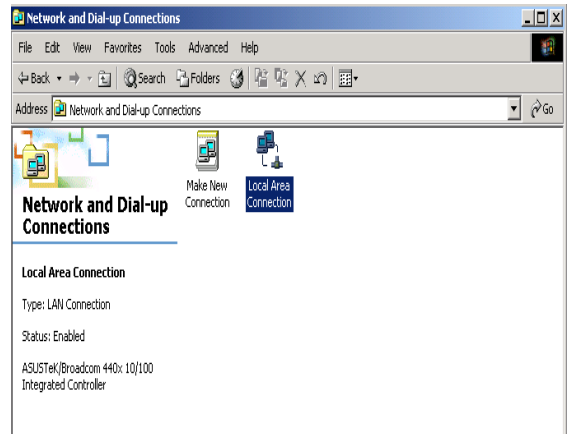 Network and Dial-up Connections
File Edit View Favorites Tools Advanced Help
Back Search Folders
Address Network and Dial-up Connections Go
Make New Connection
Local Area Connection
Network and Dial-up Connections
Local Area Connection
Type: LAN Connection
Status: Enabled
ASUSTeK/Broadcom 440x 10/100
Integrated Controller